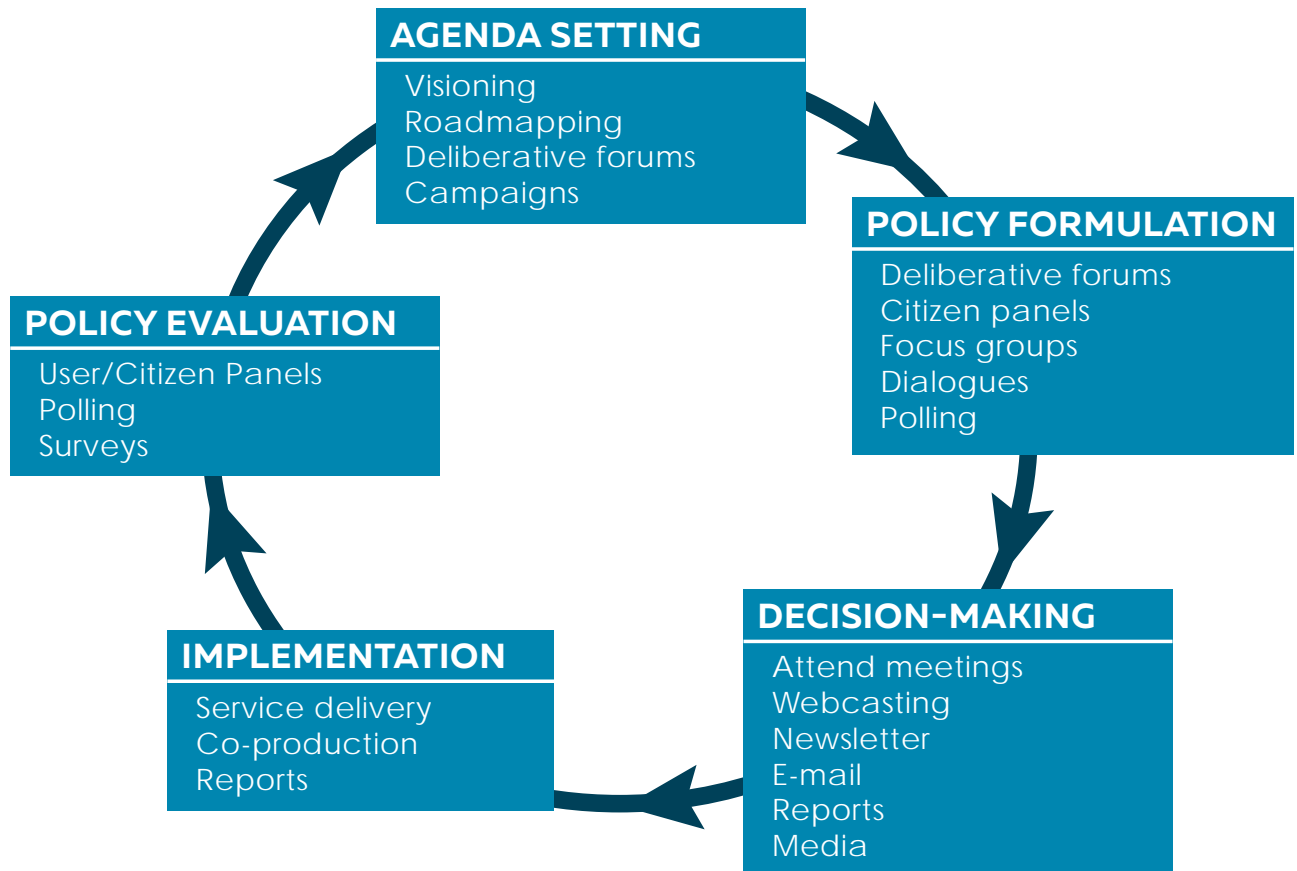 AGENDA SETTING
Visioning
Roadmapping
Deliberative forums
Campaigns
POLICY FORMULATION
Deliberative forums
Citizen panels
Focus groups
Dialogues
Polling
DECISION-MAKING
Attend meetings
Webcasting
Newsletter
E-mail
Reports
Media
IMPLEMENTATION
Service delivery
Co-production
Reports
POLICY EVALUATION
User/Citizen Panels
Polling
Surveys